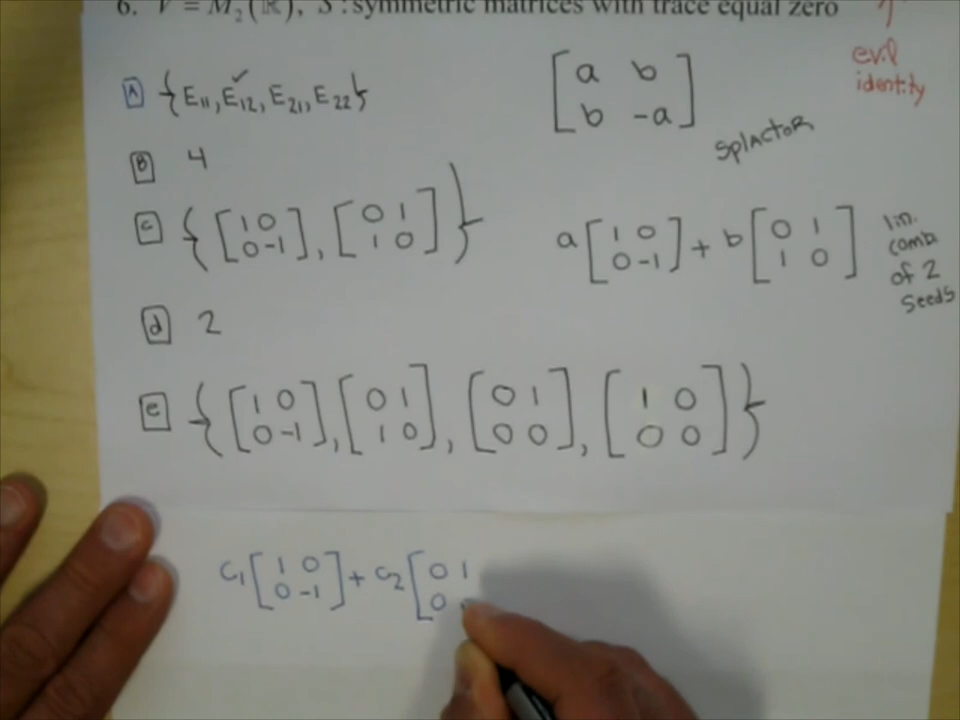 6. V = M₂(ℝ), S : symmetric matrices with trace equal zero
evil
identity
A {E₁₁, E₁₂, E₂₁, E₂₂}
[a b
b -a]
SplActoR
B 4
c {[1 0
0 -1], [0 1
1 0]}
a[1 0
0 -1] + b[0 1
1 0]
lin.
comb
of 2
seeds
d 2
e {[1 0
0 -1], [0 1
1 0], [0 1
0 0], [1 0
0 0]}
c₁[1 0
0 -1] + c₂[0 1
0